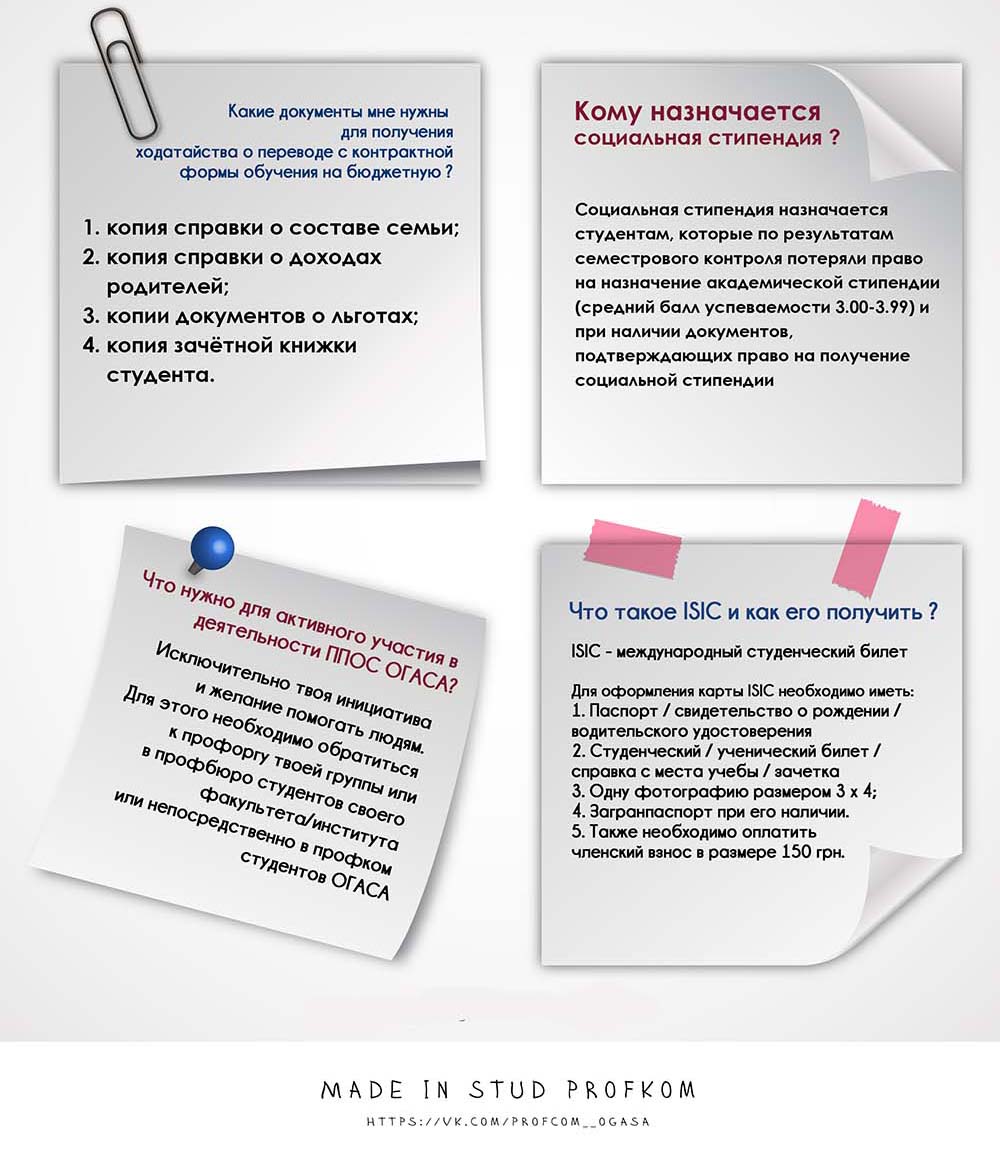 Какие документы мне нужны
для получения
ходатайства о переводе с контрактной
формы обучения на бюджетную ?
1. копия справки о составе семьи;
2. копия справки о доходах
родителей;
3. копии документов о льготах;
4. копия зачётной книжки
студента.
Кому назначается
социальная стипендия ?
Социальная стипендия назначается
студентам, которые по результатам
семестрового контроля потеряли право
на назначение академической стипендии
(средний балл успеваемости 3.00-3.99) и
при наличии документов,
подтверждающих право на получение
социальной стипендии
Что нужно для активного участия в
деятельности ППОС ОГАСА?
Исключительно твоя инициатива
и желание помогать людям.
Для этого необходимо обратиться
к профоргу твоей группы или
в профбюро студентов своего
факультета/института
или непосредственно в профком
студентов ОГАСА
Что такое ISIC и как его получить ?
ISIC - международный студенческий билет
Для оформления карты ISIC необходимо иметь:
1. Паспорт / свидетельство о рождении /
водительского удостоверения
2. Студенческий / ученический билет /
справка с места учебы / зачетка
3. Одну фотографию размером 3 х 4;
4. Загранпаспорт при его наличии.
5. Также необходимо оплатить
членский взнос в размере 150 грн.
MADE IN STUD PROFKOM
HTTPS://VK.COM/PROFCOM__OGASA